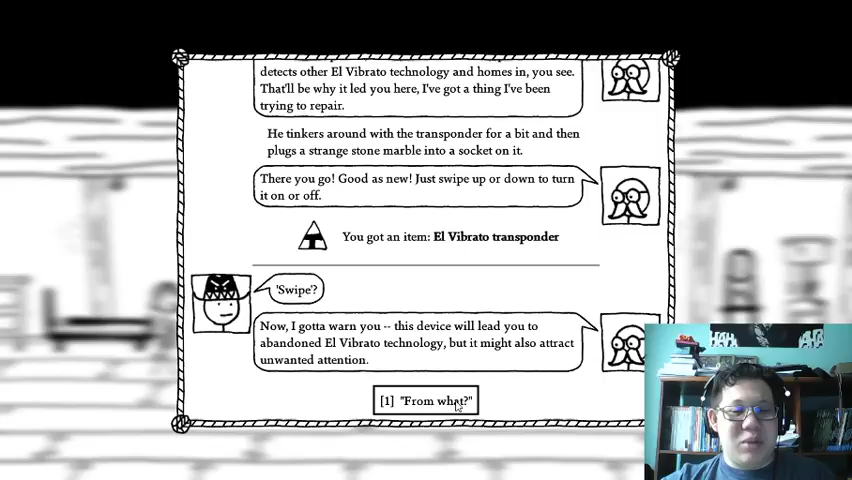 detects other El Vibrato technology and homes in, you see.
That'll be why it led you here, I've got a thing I've been
trying to repair.
He tinkers around with the transponder for a bit and then
plugs a strange stone marble into a socket on it.
There you go! Good as new! Just swipe up or down to turn
it on or off.
You got an item: El Vibrato transponder
'Swipe'?
Now, I gotta warn you -- this device will lead you to
abandoned El Vibrato technology, but it might also attract
unwanted attention.
[1] "From what?"